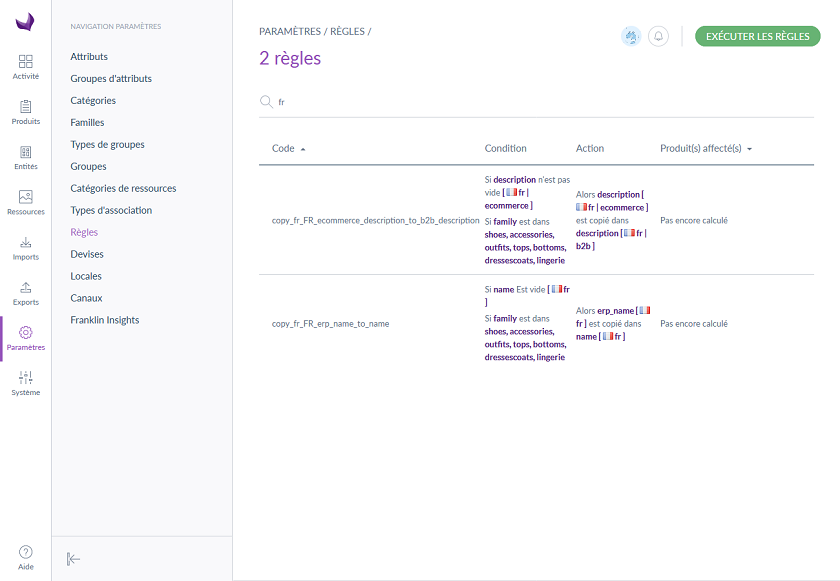 Activité
Produits
Entités
Ressources
Imports
Exports
Paramètres
Système
Aide
NAVIGATION PARAMÈTRES
Attributs
Groupes d'attributs
Catégories
Familles
Types de groupes
Groupes
Catégories de ressources
Types d'association
Règles
Devises
Locales
Canaux
Franklin Insights
PARAMÈTRES / RÈGLES /
EXÉCUTER LES RÈGLES
2 règles
fr
Code Condition Action Produit(s) affecté(s)
copy_fr_FR_ecommerce_description_to_b2b_description
Si description n'est pas
vide [ fr |
ecommerce ]
Si family est dans
shoes, accessories,
outfits, tops, bottoms,
dressescoats, lingerie
Alors description [
fr | ecommerce ]
est copié dans
description [ fr |
b2b ]
Pas encore calculé
copy_fr_FR_erp_name_to_name
Si name Est vide [ fr
]
Si family est dans
shoes, accessories,
outfits, tops, bottoms,
dressescoats, lingerie
Alors erp_name [
fr ] est copié dans
name [ fr ]
Pas encore calculé